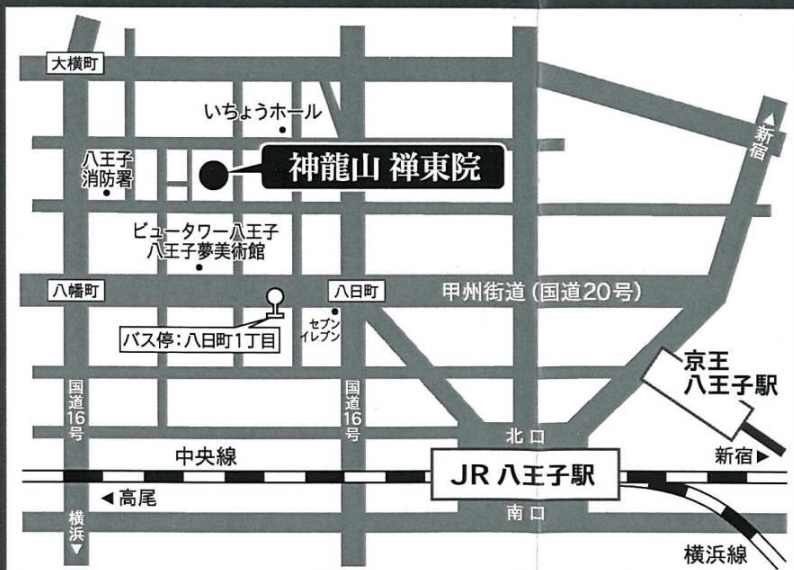 大横町
いちょうホール
▲新宿
八王子
消防署
神龍山 禅東院
ビュータワー八王子
八王子夢美術館
八幡町
八日町
甲州街道(国道20号)
セブン
イレブン
バス停:八日町1丁目
京王
八王子駅
国道16号
国道16号
北口
新宿▶
中央線
JR 八王子駅
◀高尾
南口
横浜▼
横浜線